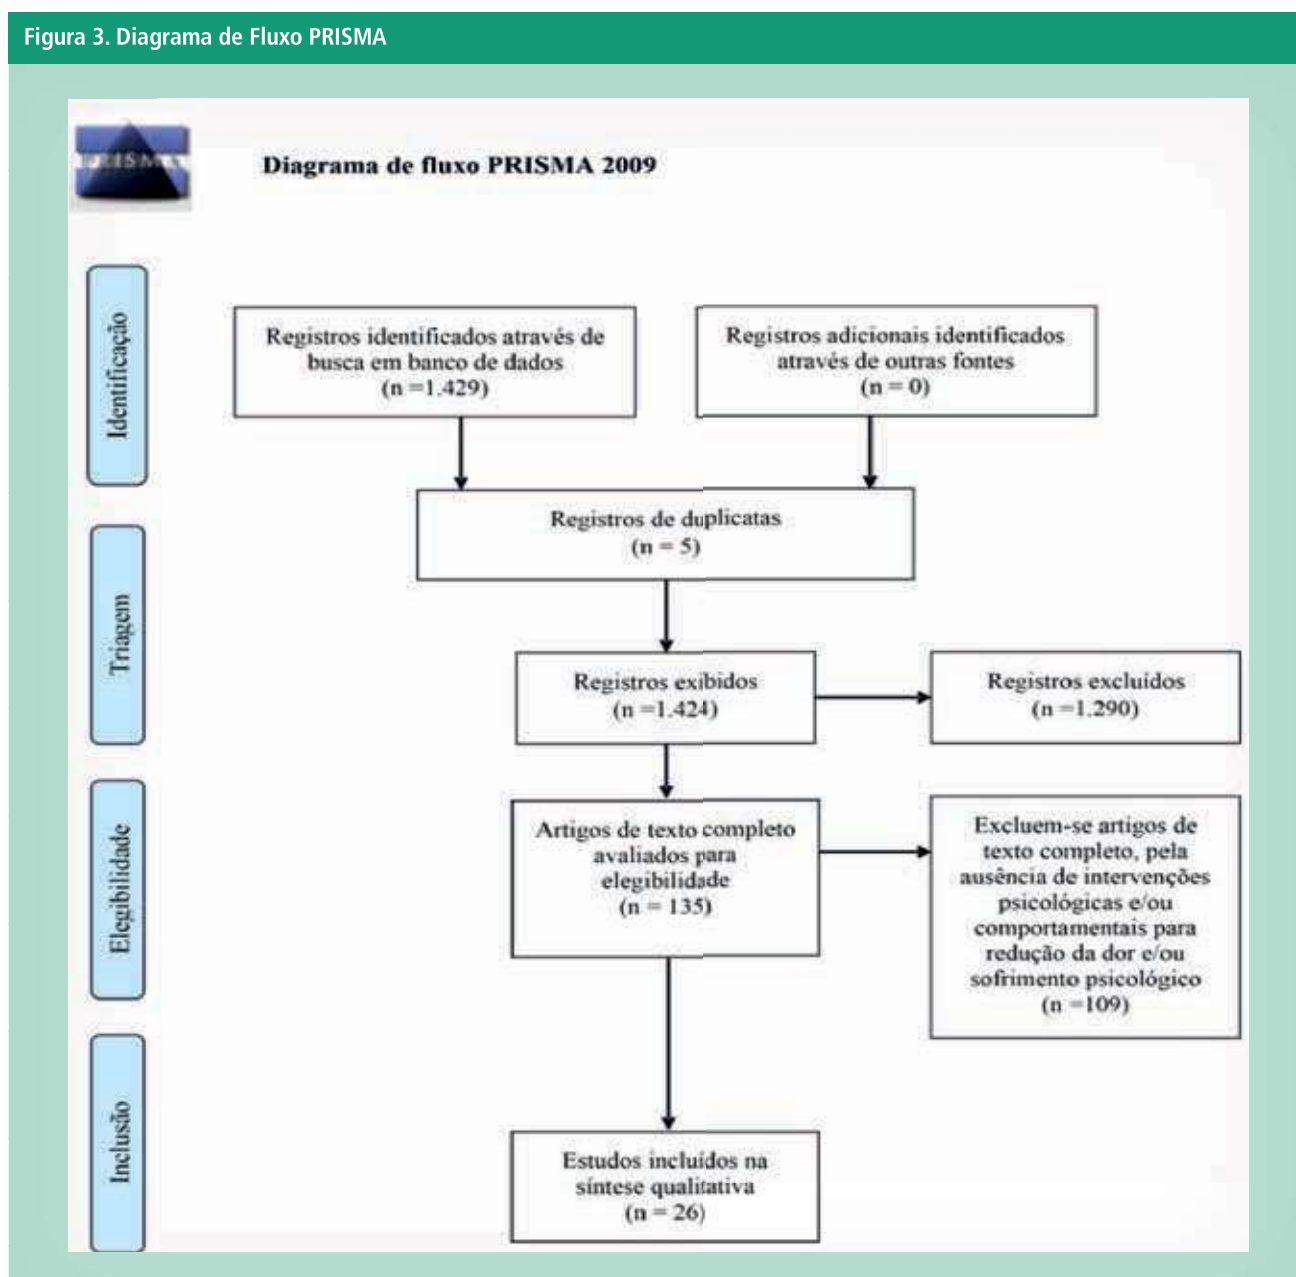 Figura 3. Diagrama de Fluxo PRISMA
PRISMA
Diagrama de fluxo PRISMA 2009
Identificação
Registros identificados através de
busca em banco de dados
(n =1.429)
Registros adicionais identificados
através de outras fontes
(n = 0)
Registros de duplicatas
(n = 5)
Triagem
Registros exibidos
(n =1.424)
Registros excluídos
(n =1.290)
Elegibilidade
Artigos de texto completo
avaliados para
elegibilidade
(n = 135)
Excluem-se artigos de
texto completo, pela
ausência de intervenções
psicológicas e/ou
comportamentais para
redução da dor e/ou
sofrimento psicológico
(n =109)
Inclusão
Estudos incluídos na
síntese qualitativa
(n = 26)